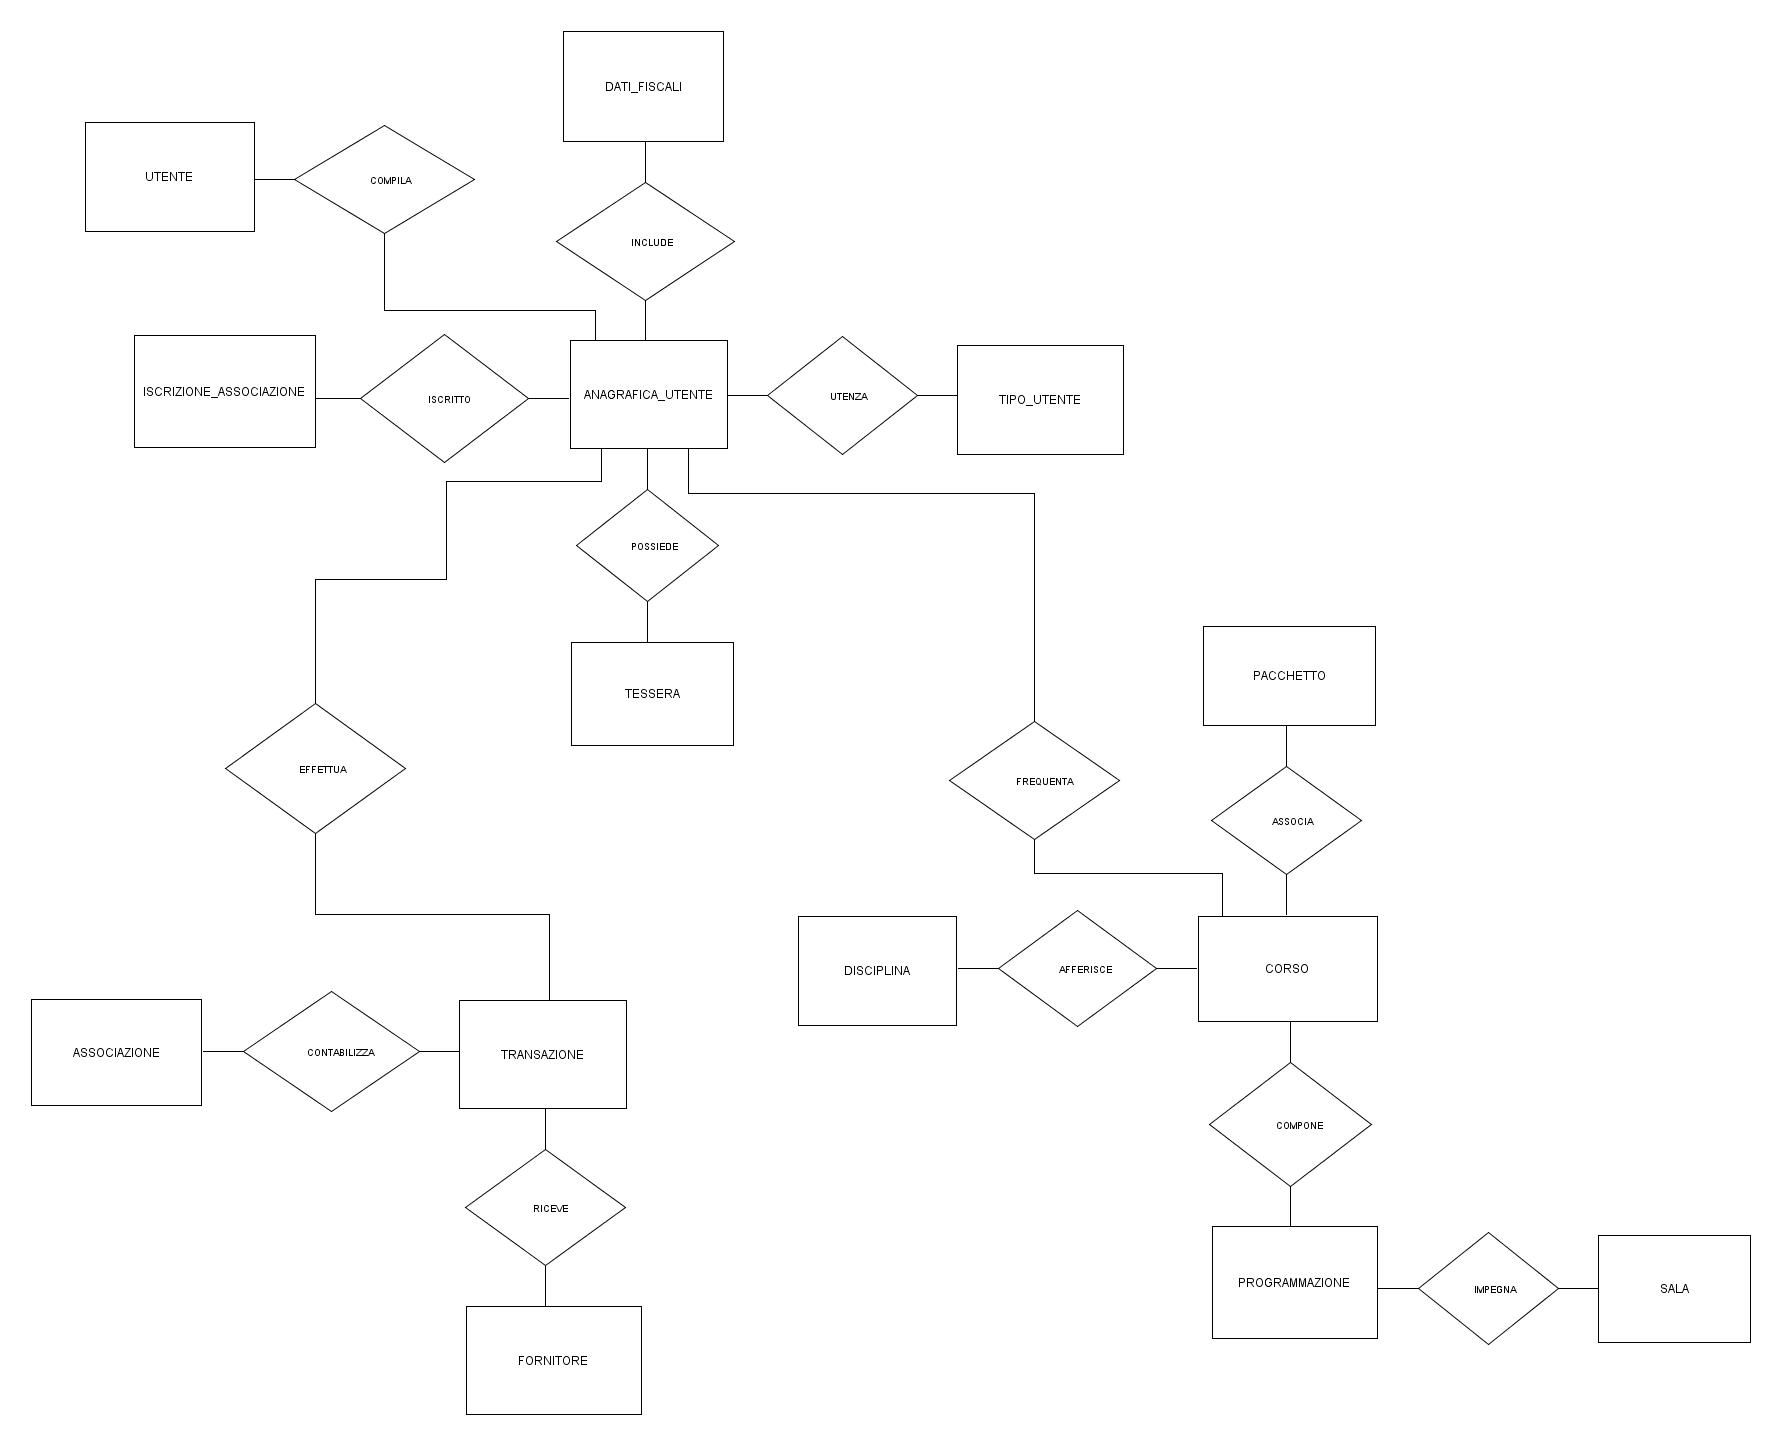 DATI_FISCALI
UTENTE
COMPILA
INCLUDE
ISCRIZIONE_ASSOCIAZIONE
ISCRITTO
ANAGRAFICA_UTENTE
UTENZA
TIPO_UTENTE
POSSIEDE
TESSERA
PACCHETTO
EFFETTUA
FREQUENTA
ASSOCIA
DISCIPLINA
AFFERISCE
CORSO
ASSOCIAZIONE
CONTABILIZZA
TRANSAZIONE
COMPONE
RICEVE
PROGRAMMAZIONE
IMPEGNA
SALA
FORNITORE